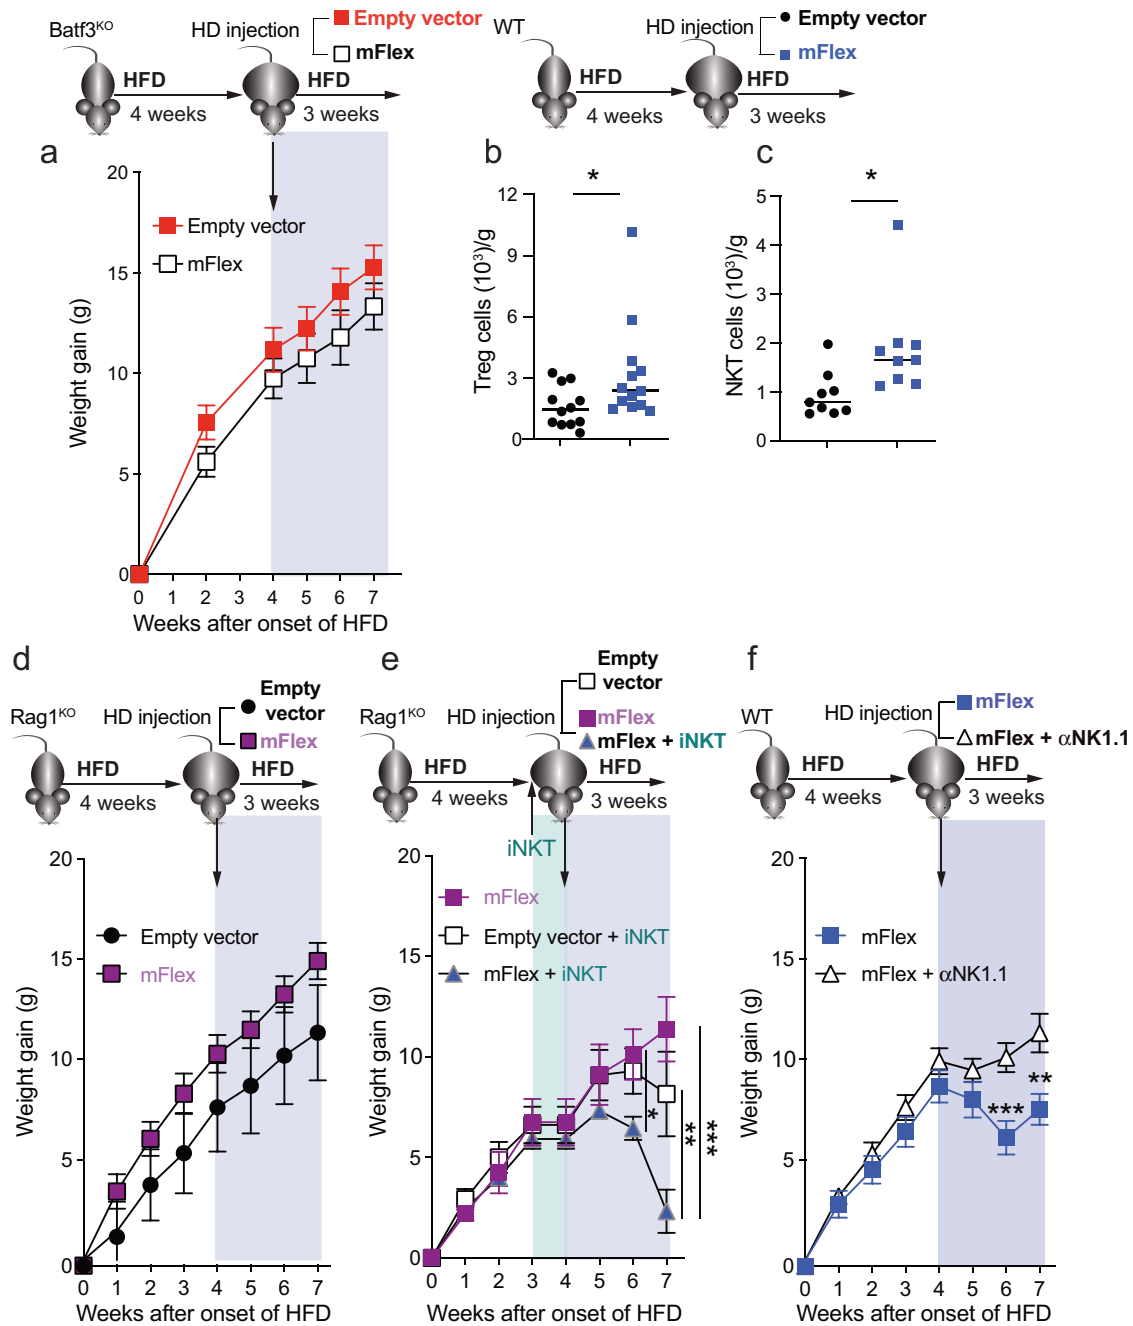 Batf3KO
HD injection
Empty vector
mFlex
HFD
4 weeks
HFD
3 weeks
WT
HD injection
Empty vector
mFlex
HFD
4 weeks
HFD
3 weeks
a
20
15
10
5
0
Weight gain (g)
Empty vector
mFlex
0 1 2 3 4 5 6 7
Weeks after onset of HFD
b
*
12
9
6
3
0
Treg cells (10³)/g
c
*
5
4
3
2
1
0
NKT cells (10³)/g
d
Rag1KO
HD injection
Empty
vector
mFlex
HFD
4 weeks
HFD
3 weeks
20
15
10
5
0
Weight gain (g)
Empty vector
mFlex
0 1 2 3 4 5 6 7
Weeks after onset of HFD
e
Rag1KO
HD injection
Empty
vector
mFlex
mFlex + iNKT
HFD
4 weeks
HFD
3 weeks
iNKT
20
15
10
5
0
Weight gain (g)
mFlex
Empty vector + iNKT
mFlex + iNKT
*
**
***
0 1 2 3 4 5 6 7
Weeks after onset of HFD
f
WT
HD injection
mFlex
mFlex + αNK1.1
HFD
4 weeks
HFD
3 weeks
20
15
10
5
0
Weight gain (g)
mFlex
mFlex + αNK1.1
***
**
0 1 2 3 4 5 6 7
Weeks after onset of HFD